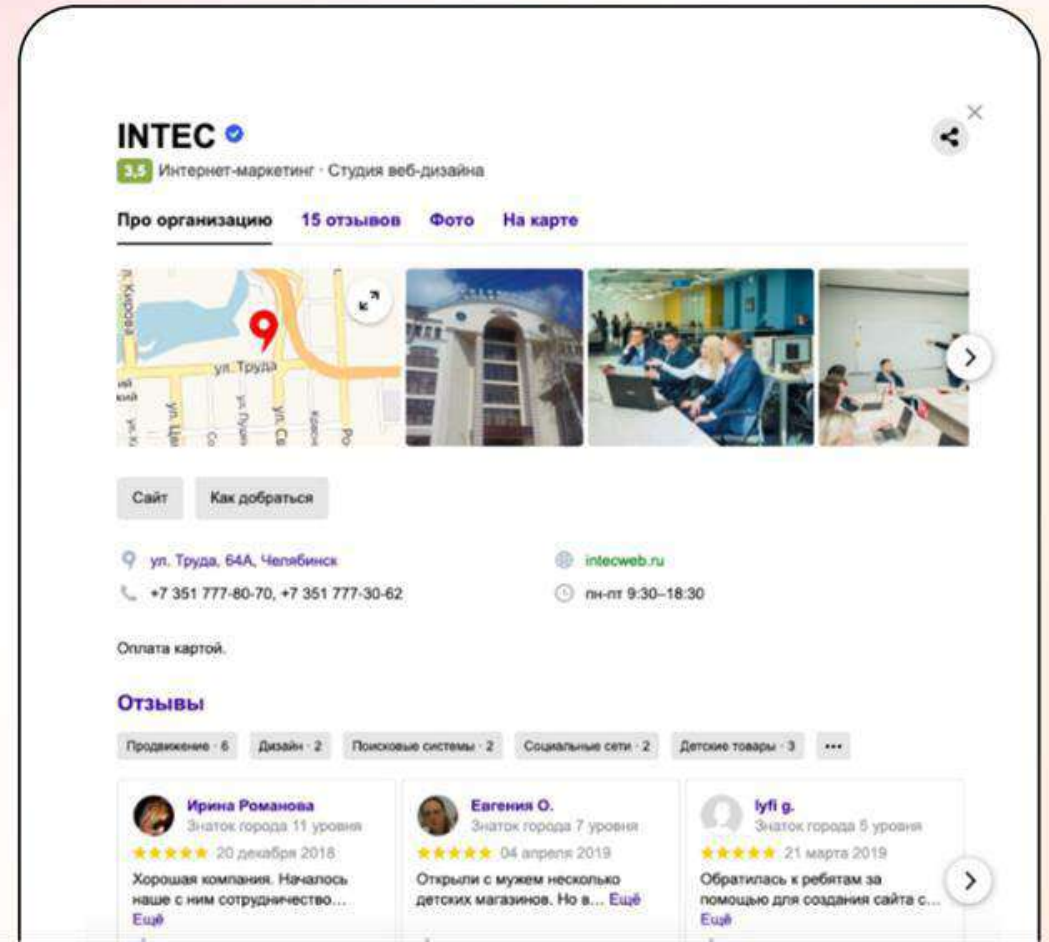 INTEC
3,5 Интернет-маркетинг · Студия веб-дизайна
Про организацию 15 отзывов Фото На карте
ул. Труда
Сайт Как добраться
ул. Труда, 64А, Челябинск
intecweb.ru
+7 351 777-80-70, +7 351 777-30-62
пн-пт 9:30–18:30
Оплата картой.
Отзывы
Продвижение · 6 Дизайн · 2 Поисковые системы · 2 Социальные сети · 2 Детские товары · 3 •••
Ирина Романова
Знаток города 11 уровня
20 декабря 2018
Хорошая компания. Началось
наше с ним сотрудничество...
Ещё
Евгения О.
Знаток города 7 уровня
04 апреля 2019
Открыли с мужем несколько
детских магазинов. Но в... Ещё
lyfi g.
Знаток города 5 уровня
21 марта 2019
Обратилась к ребятам за
помощью для создания сайта с...
Ещё